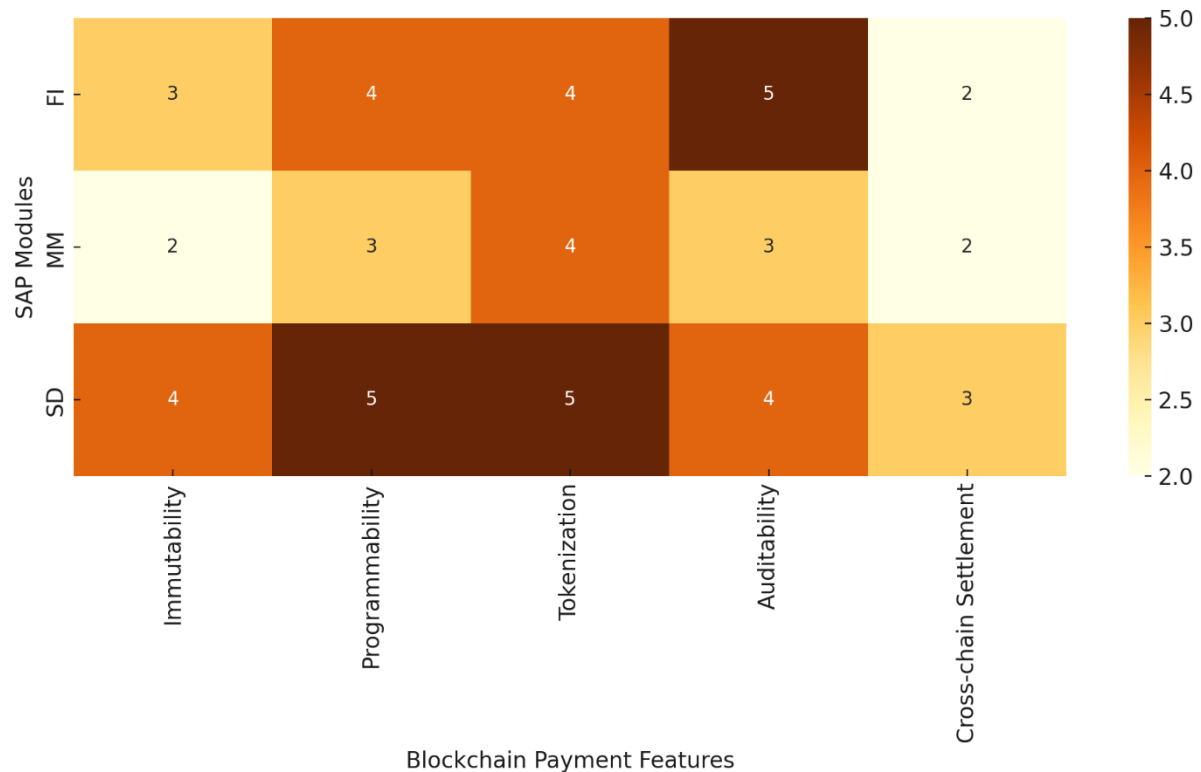 SAP Modules
FI
MM
SD
3 4 4 5 2
2 3 4 3 2
4 5 5 4 3
Immutability
Programmability
Tokenization
Auditability
Cross-chain Settlement
Blockchain Payment Features
5.0
4.5
4.0
3.5
3.0
2.5
2.0